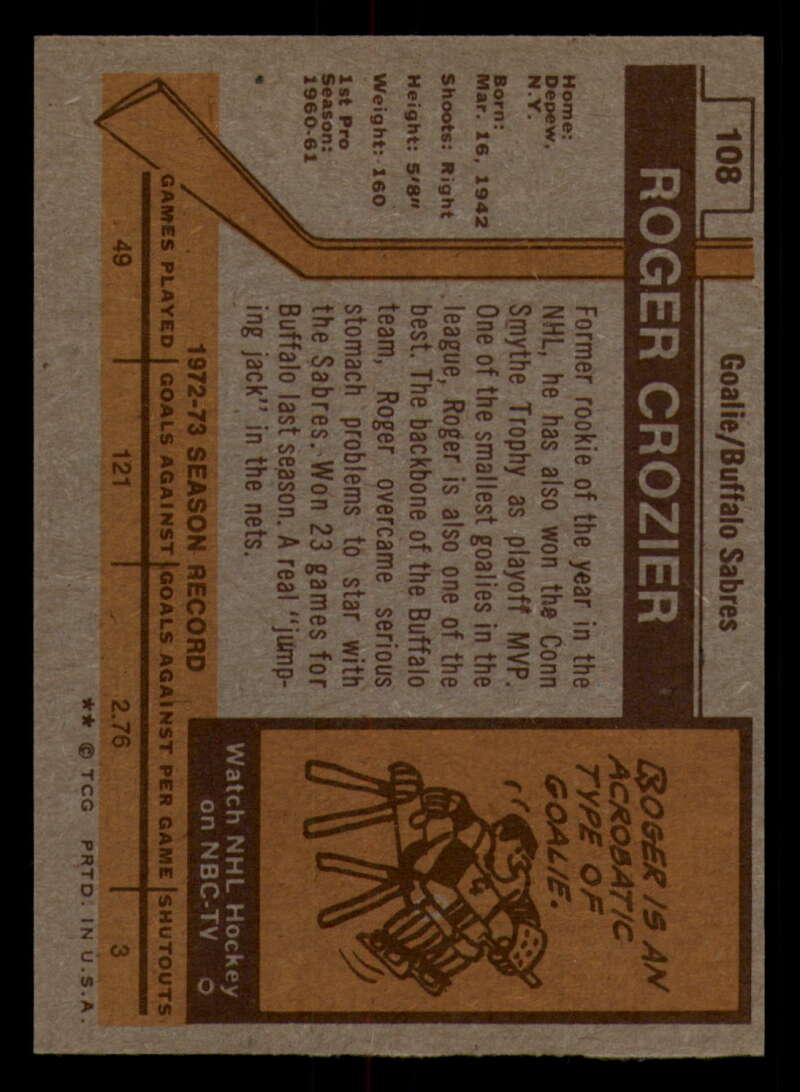 108
Goalie/Buffalo Sabres
ROGER CROZIER
Home:
Depew,
N.Y.
Born:
Mar. 16, 1942
Shoots: Right
Height: 5'8"
Weight: 160
1st Pro
Season:
1960-61
Former rookie of the year in the
NHL, he has also won the Conn
Smythe Trophy as playoff MVP.
One of the smallest goalies in the
league, Roger is also one of the
best. The backbone of the Buffalo
team, Roger overcame serious
stomach problems to star with
the Sabres. Won 23 games for
Buffalo last season. A real "jump-
ing jack" in the nets.
ROGER IS AN
ACROBATIC
TYPE OF
GOALIE.
Watch NHL Hockey
on NBC-TV
1972-73 SEASON RECORD
GAMES PLAYED GOALS AGAINST GOALS AGAINST PER GAME SHUTOUTS
49 121 2.76 3
** © TCG PRTD. IN U.S.A.